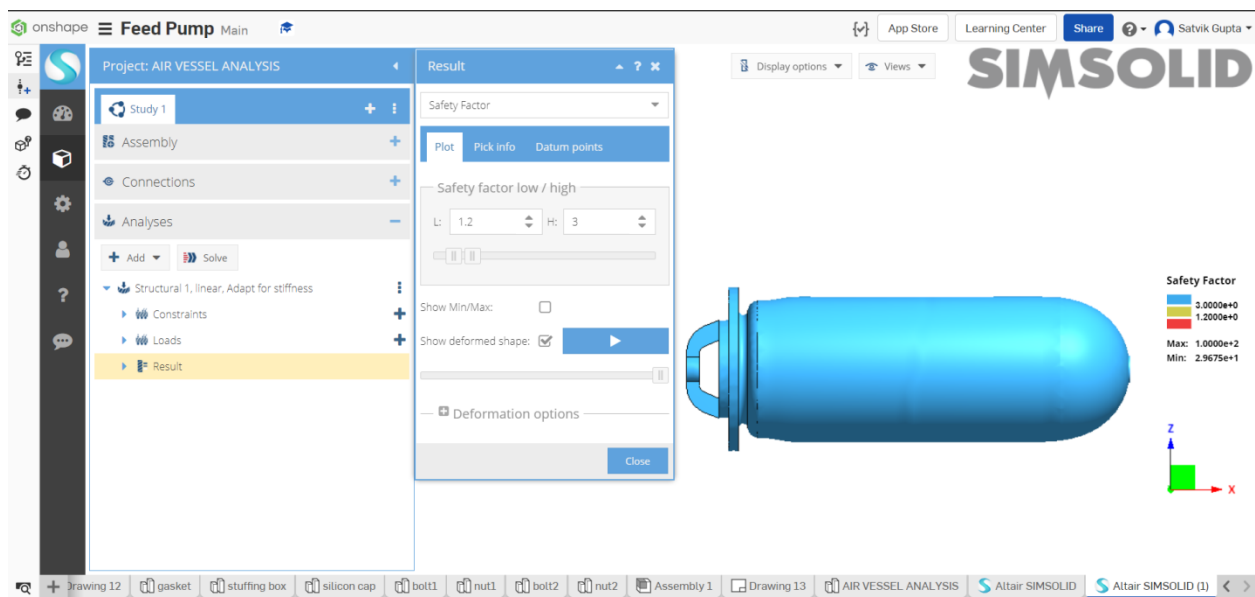 onshape Feed Pump Main
App Store
Learning Center
Share
?
Satvik Gupta
Project: AIR VESSEL ANALYSIS
Study 1
Assembly
Connections
Analyses
Add
Solve
Structural 1, linear, Adapt for stiffness
Constraints
Loads
Result
Result
?
Safety Factor
Plot
Pick info
Datum points
Safety factor low / high
L: 1.2
H: 3
Show Min/Max:
Show deformed shape:
Deformation options
Close
Display options
Views
SIMSOLID
Safety Factor
3.0000e+0
1.2000e+0
Max: 1.0000e+2
Min: 2.9675e+1
Z
X
Drawing 12
gasket
stuffing box
silicon cap
bolt1
nut1
bolt2
nut2
Assembly 1
Drawing 13
AIR VESSEL ANALYSIS
Altair SIMSOLID
Altair SIMSOLID (1)